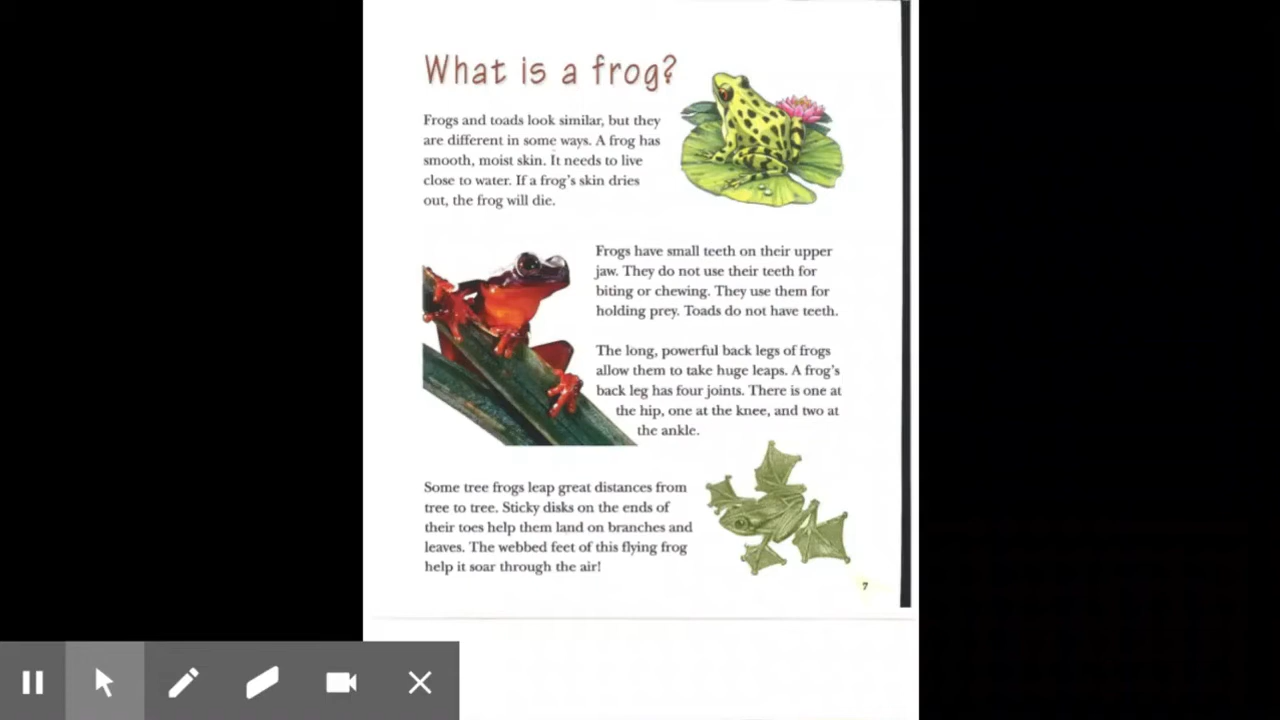 What is a frog?
Frogs and toads look similar, but they
are different in some ways. A frog has
smooth, moist skin. It needs to live
close to water. If a frog's skin dries
out, the frog will die.
Frogs have small teeth on their upper
jaw. They do not use their teeth for
biting or chewing. They use them for
holding prey. Toads do not have teeth.
The long, powerful back legs of frogs
allow them to take huge leaps. A frog's
back leg has four joints. There is one at
the hip, one at the knee, and two at
the ankle.
Some tree frogs leap great distances from
tree to tree. Sticky disks on the ends of
their toes help them land on branches and
leaves. The webbed feet of this flying frog
help it soar through the air!
7